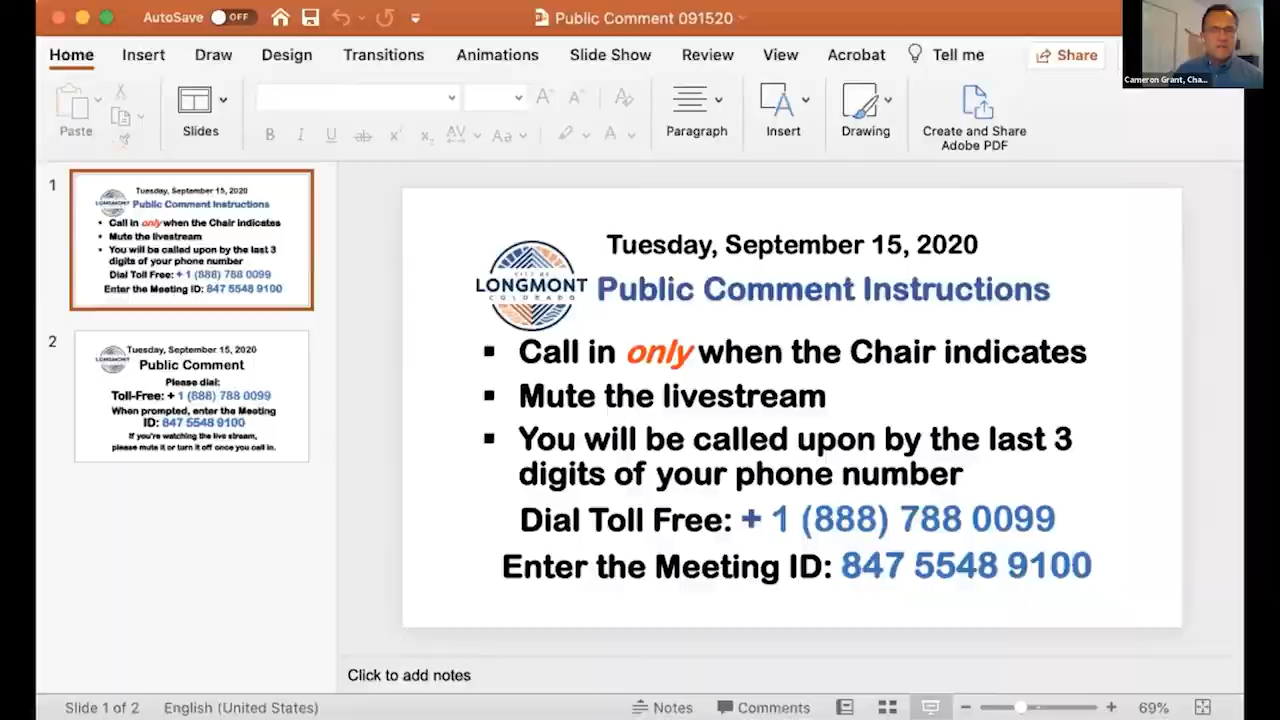 AutoSave OFF
Public Comment 091520
Home Insert Draw Design Transitions Animations Slide Show Review View Acrobat Tell me Share
Paste
Slides
B I U ab x² x₂ AV Aa A
Paragraph
Insert
Drawing
Create and Share
Adobe PDF
Cameron Grant, Cha...
1
Tuesday, September 15, 2020
LONGMONT
Public Comment Instructions
▪ Call in only when the Chair indicates
▪ Mute the livestream
▪ You will be called upon by the last 3
digits of your phone number
Dial Toll Free: + 1 (888) 788 0099
Enter the Meeting ID: 847 5548 9100
2
Tuesday, September 15, 2020
LONGMONT
Public Comment
Please dial:
Toll-Free: + 1 (888) 788 0099
When prompted, enter the Meeting
ID: 847 5548 9100
If you're watching the live stream,
please mute it or turn it off once you call in.
Tuesday, September 15, 2020
CITY OF
LONGMONT
COLORADO
Public Comment Instructions
▪ Call in only when the Chair indicates
▪ Mute the livestream
▪ You will be called upon by the last 3
digits of your phone number
Dial Toll Free: + 1 (888) 788 0099
Enter the Meeting ID: 847 5548 9100
Click to add notes
Slide 1 of 2 English (United States) Notes Comments 69%